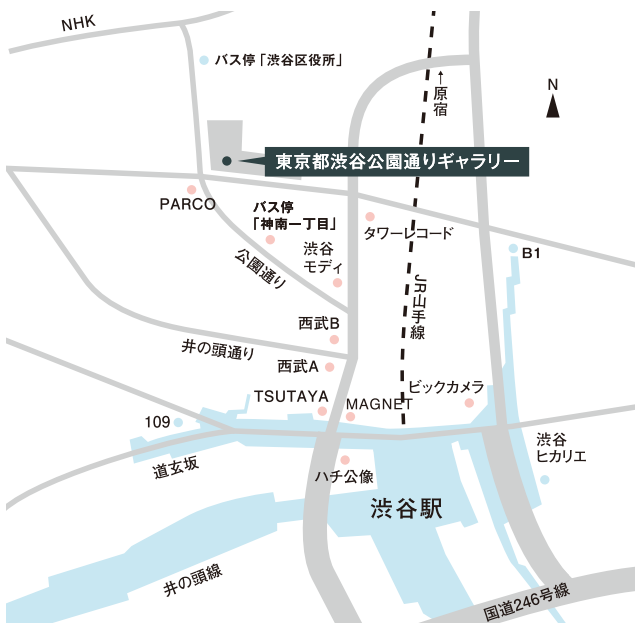 NHK
バス停「渋谷区役所」
↑原宿
N
東京都渋谷公園通りギャラリー
PARCO
バス停
「神南一丁目」
タワーレコード
渋谷
モディ
B1
公園通り
JR山手線
西武B
井の頭通り
西武A
ビックカメラ
TSUTAYA
MAGNET
109
渋谷
ヒカリエ
道玄坂
ハチ公像
渋谷駅
井の頭線
国道246号線